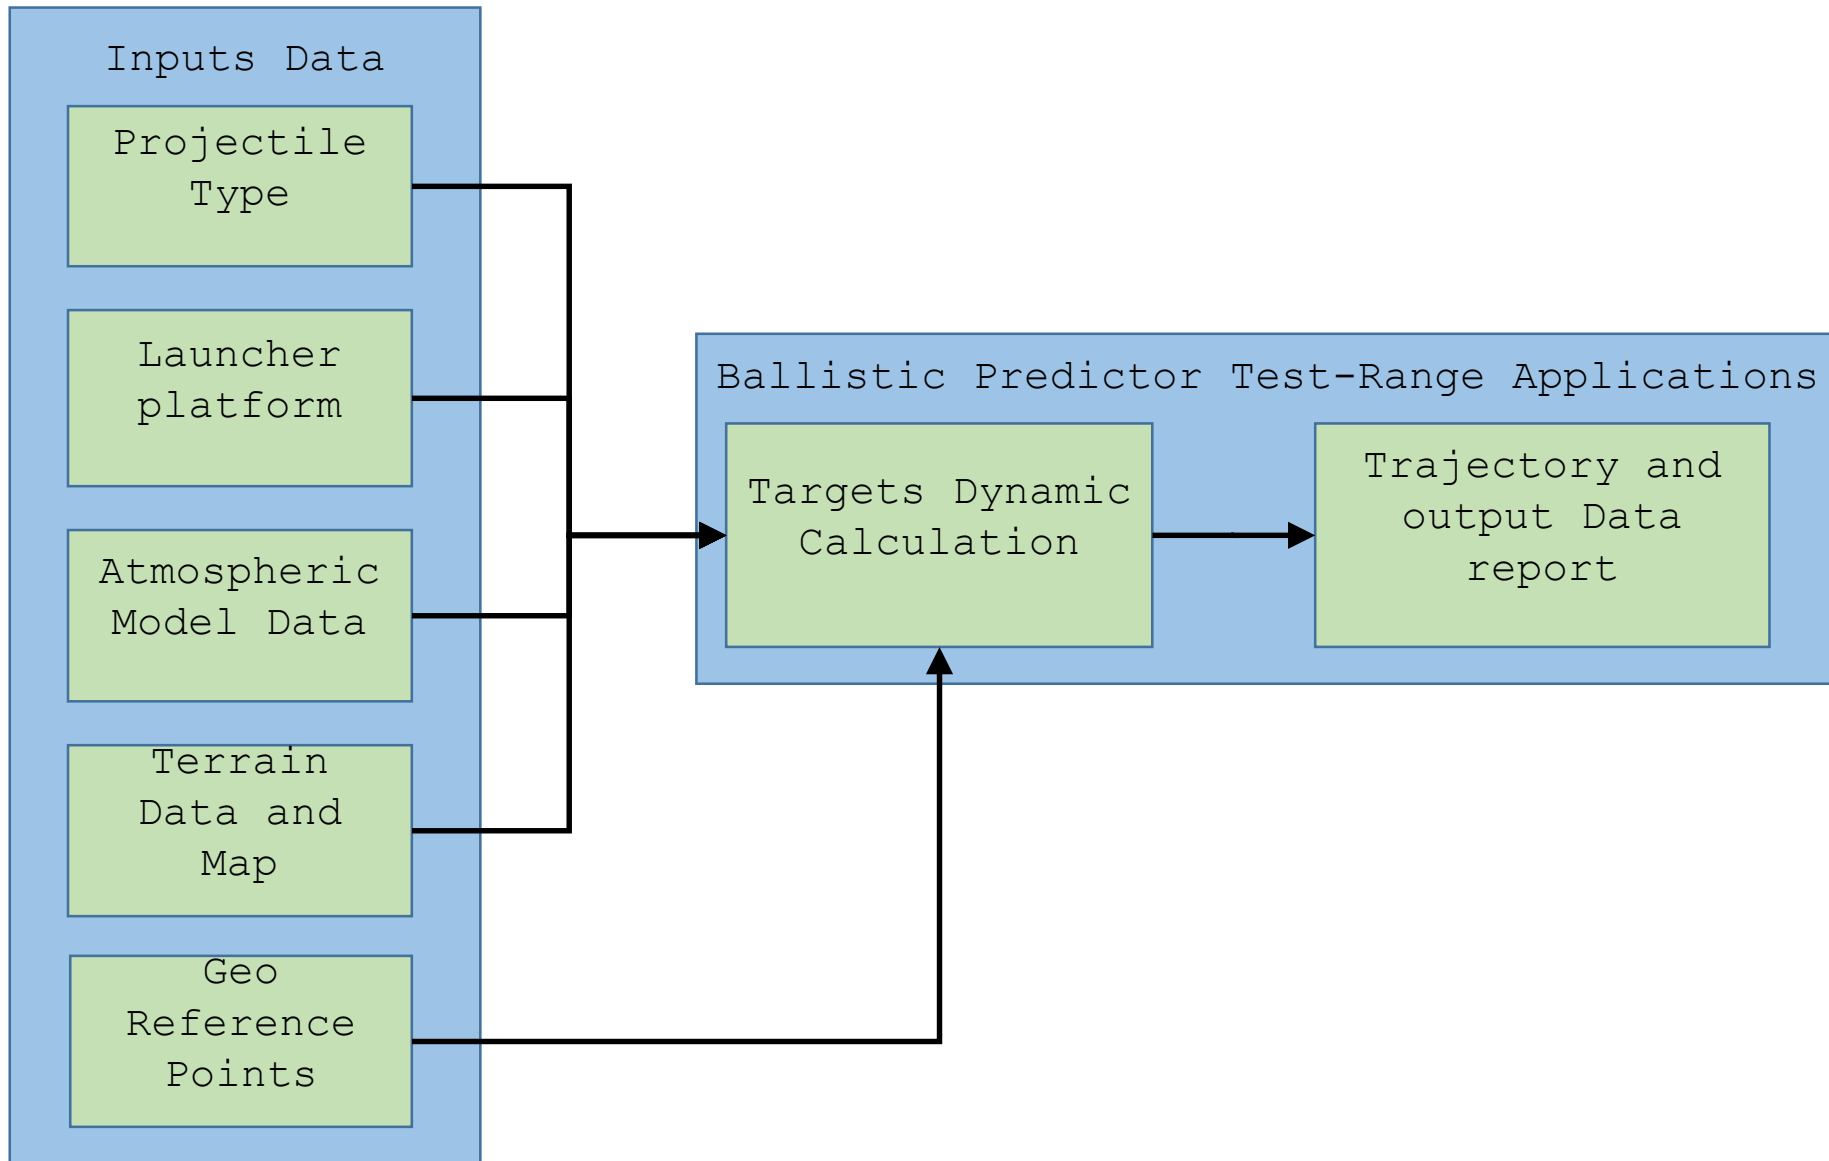 Inputs Data
Projectile
Type
Launcher
platform
Atmospheric
Model Data
Terrain
Data and
Map
Geo
Reference
Points
Ballistic Predictor Test-Range Applications
Targets Dynamic
Calculation
Trajectory and
output Data
report